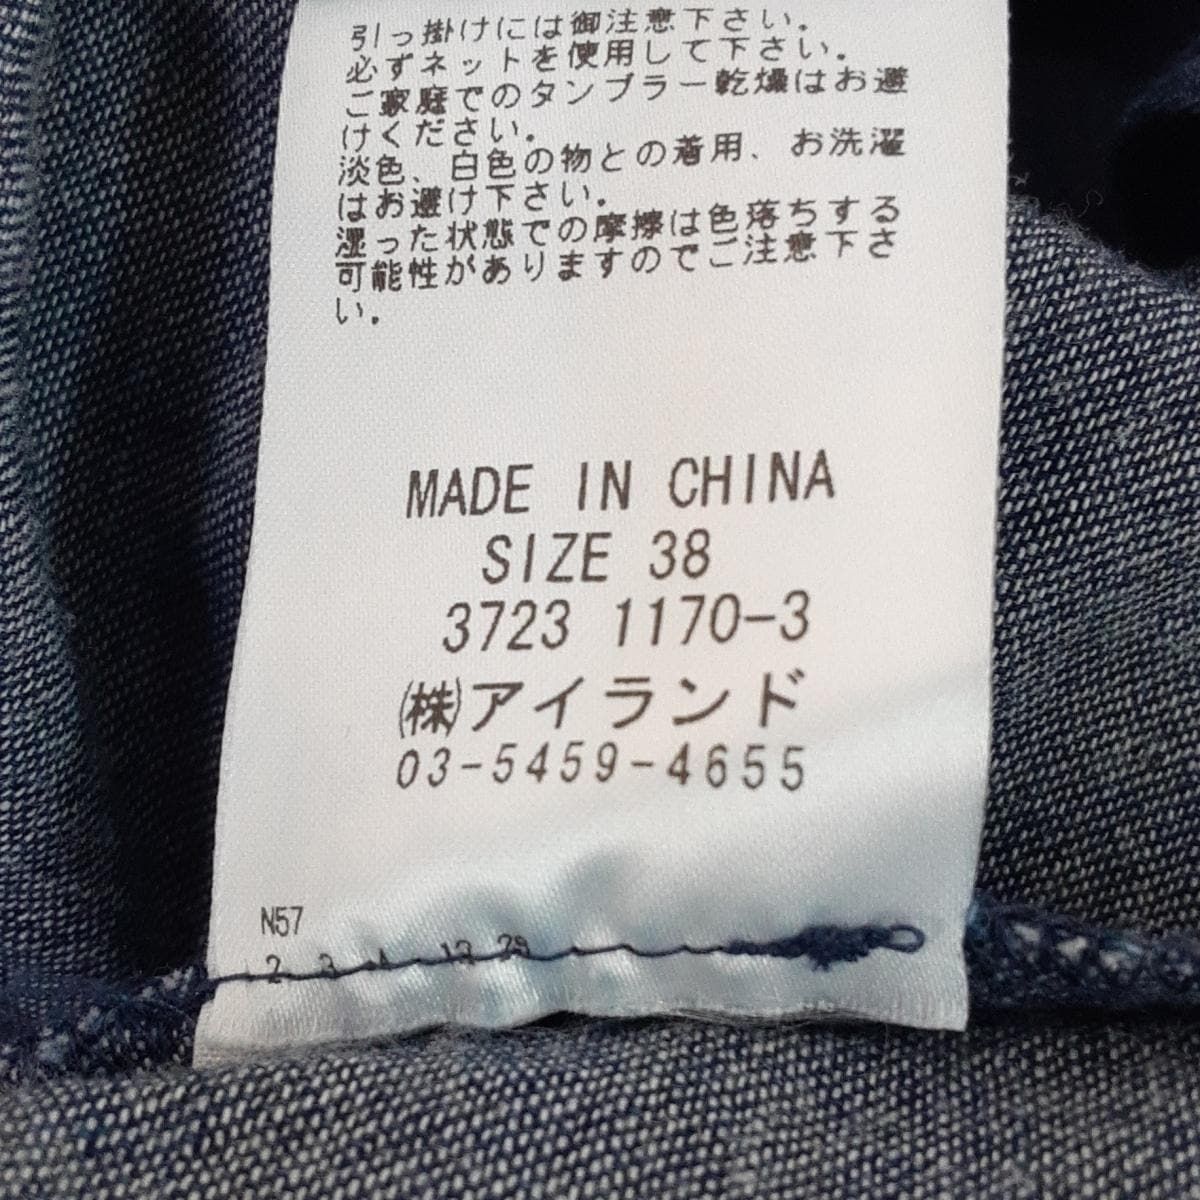 引っ掛けには御注意下さい。
必ずネットを使用して下さい。
ご家庭でのタンブラー乾燥はお避
けください。
淡色、白色の物との着用、お洗濯
はお避け下さい。
湿った状態での摩擦は色落ちする
可能性がありますのでご注意下さ
い。
MADE IN CHINA
SIZE 38
3723 1170-3
㈱アイランド
03-5459-4655
N57
2 3 4 12 29